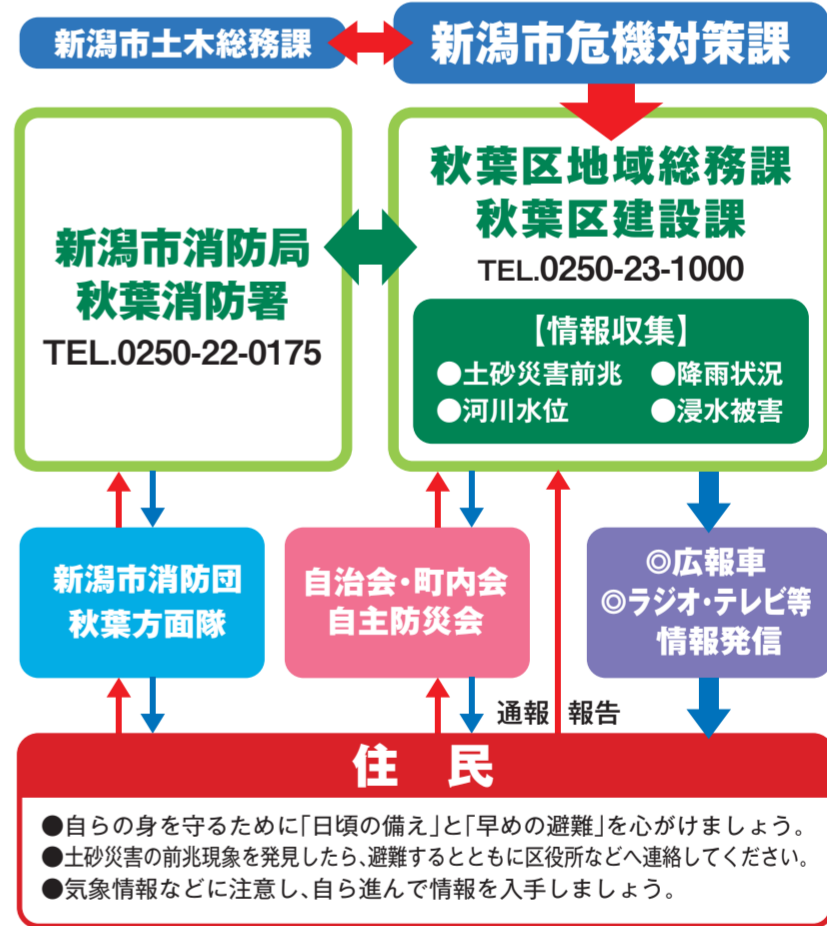 新潟市土木総務課
新潟市危機対策課
新潟市消防局
秋葉消防署
TEL.0250-22-0175
秋葉区地域総務課
秋葉区建設課
TEL.0250-23-1000
【情報収集】
●土砂災害前兆 ●降雨状況
●河川水位 ●浸水被害
新潟市消防団
秋葉方面隊
自治会・町内会
自主防災会
◎広報車
◎ラジオ・テレビ等
情報発信
通報 報告
住 民
●自らの身を守るために「日頃の備え」と「早めの避難」を心がけましょう。
●土砂災害の前兆現象を発見したら、避難するとともに区役所などへ連絡してください。
●気象情報などに注意し、自ら進んで情報を入手しましょう。